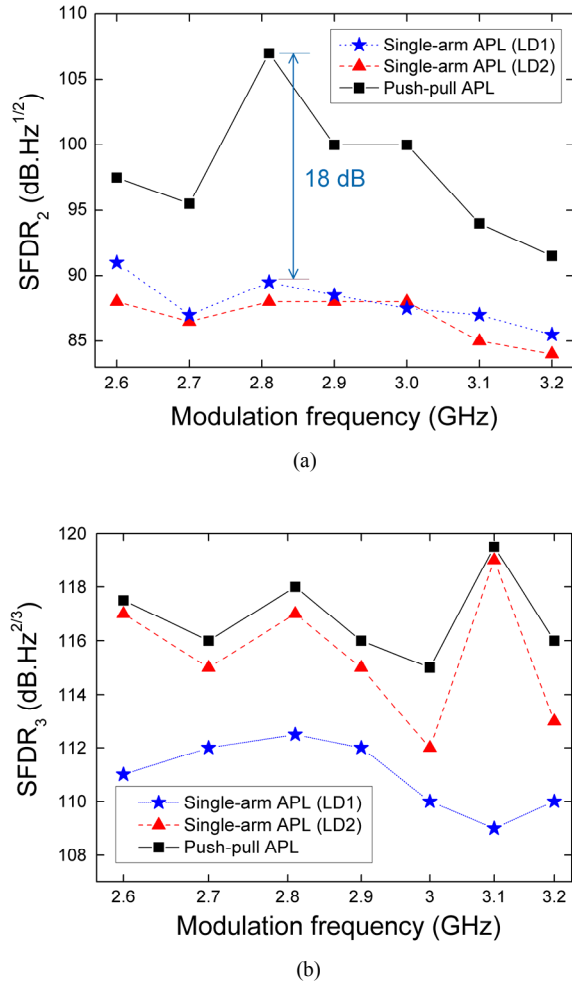 110
105
100
95
90
85
SFDR2 (dB.Hz1/2)
Single-arm APL (LD1)
Single-arm APL (LD2)
Push-pull APL
18 dB
2.6 2.7 2.8 2.9 3.0 3.1 3.2
Modulation frequency (GHz)
(a)
120
118
116
114
112
110
108
SFDR3 (dB.Hz2/3)
Single-arm APL (LD1)
Single-arm APL (LD2)
Push-pull APL
2.6 2.7 2.8 2.9 3 3.1 3.2
Modulation frequency (GHz)
(b)